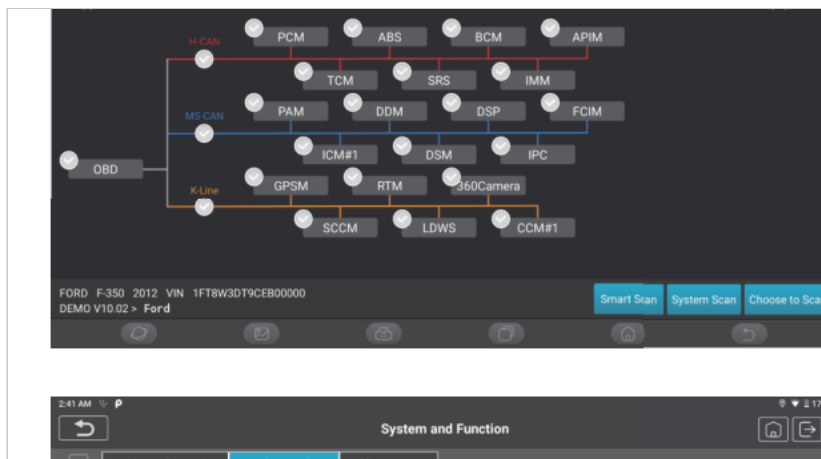 H-CAN
PCM
ABS
BCM
APIM
TCM
SRS
IMM
MS-CAN
PAM
DDM
DSP
FCIM
ICM#1
DSM
IPC
OBD
K-Line
GPSM
RTM
360Camera
SCCM
LDWS
CCM#1
FORD F-350 2012 VIN 1FT8W3DT9CEB00000
DEMO V10.02 > Ford
Smart Scan
System Scan
Choose to Sca
2:41 AM
17
System and Function